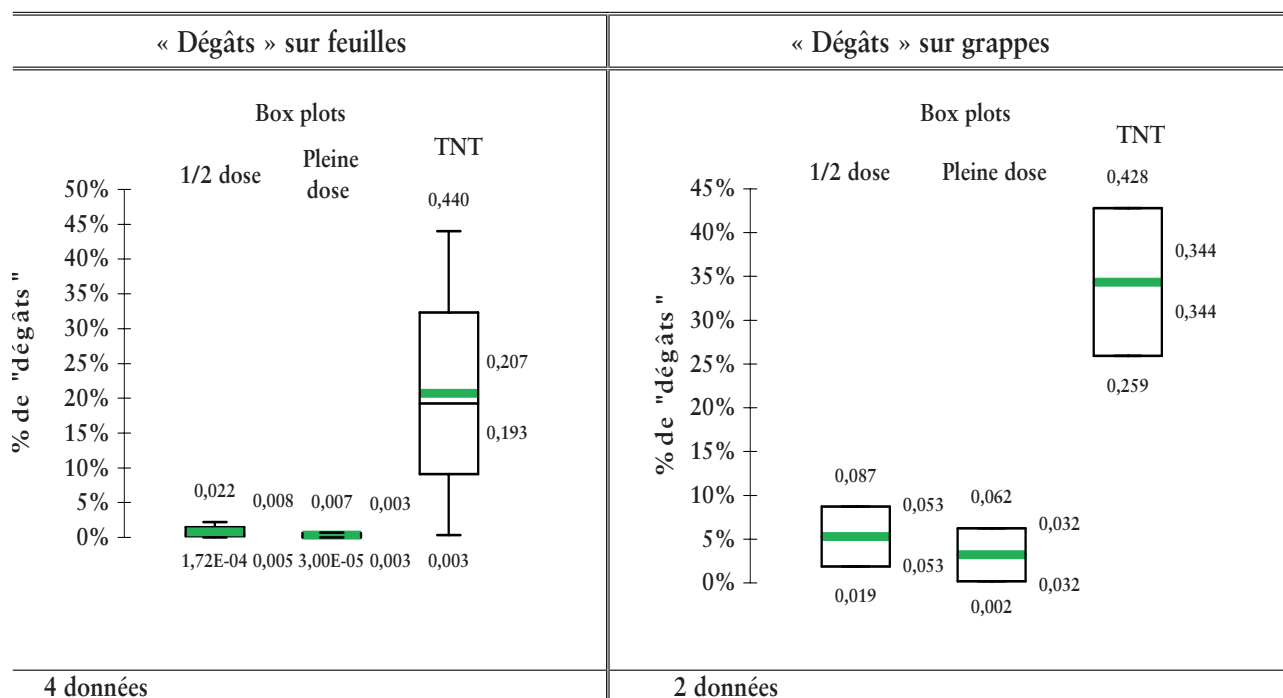 « Dégâts » sur feuilles
Box plots
1/2 dose
Pleine
dose
TNT
50%
45%
40%
35%
30%
25%
20%
15%
10%
5%
0%
% de "dégâts"
0,440
0,207
0,193
0,022
0,008
0,007
0,003
1,72E-04
0,005
3,00E-05
0,003
0,003
4 données
« Dégâts » sur grappes
Box plots
1/2 dose
Pleine dose
TNT
45%
40%
35%
30%
25%
20%
15%
10%
5%
0%
% de "dégâts"
0,428
0,344
0,344
0,259
0,087
0,053
0,062
0,032
0,053
0,032
0,019
0,002
2 données